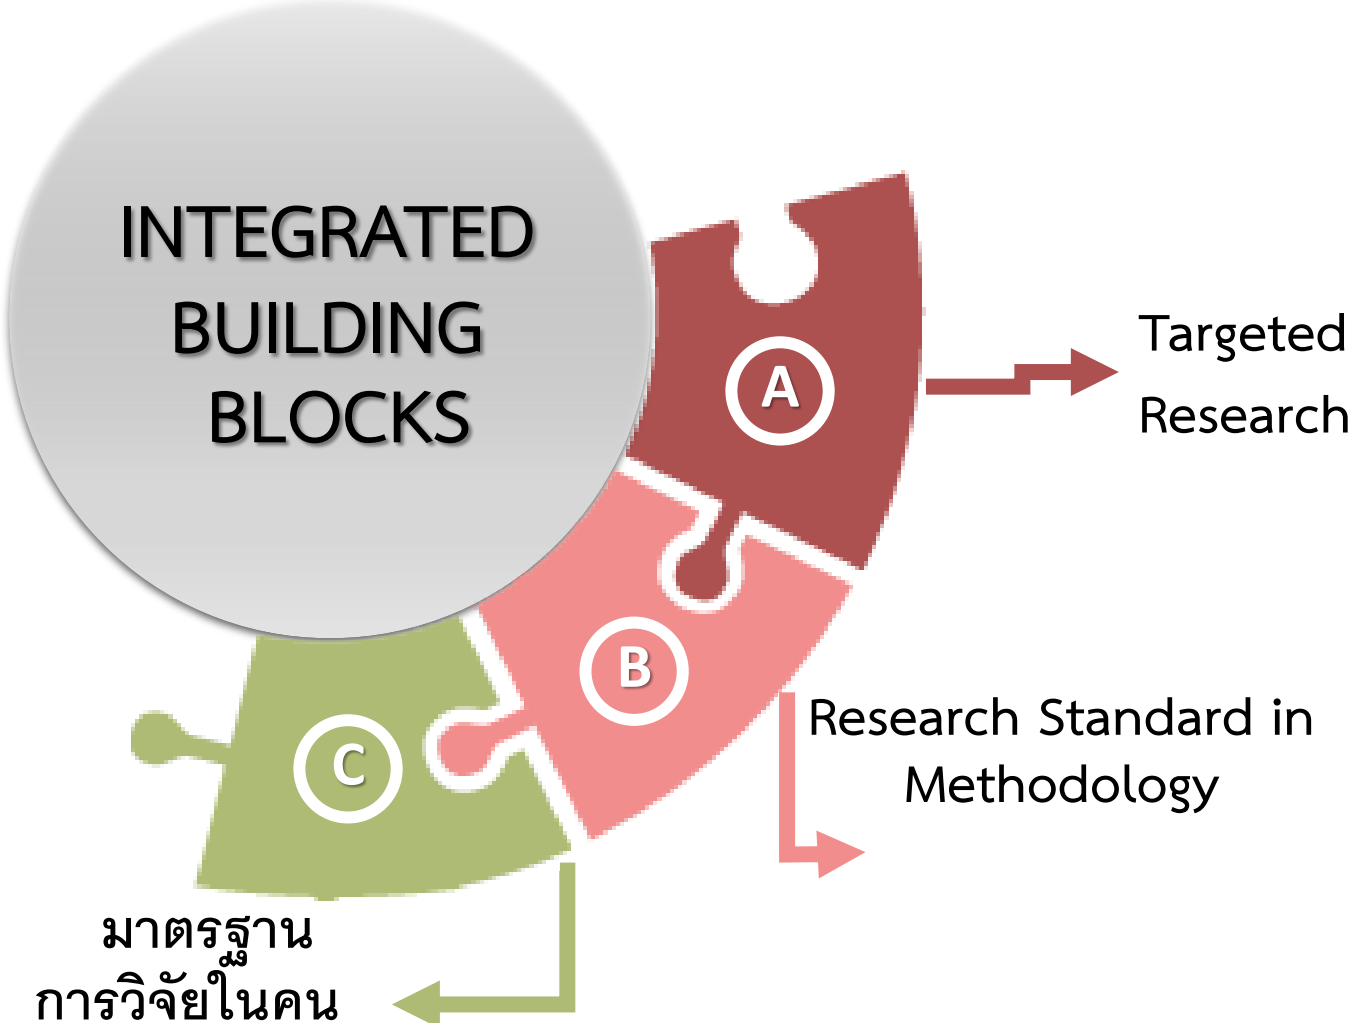 INTEGRATED
BUILDING
BLOCKS
A
Targeted
Research
B
Research Standard in
Methodology
C
มาตรฐาน
การวิจัยในคน